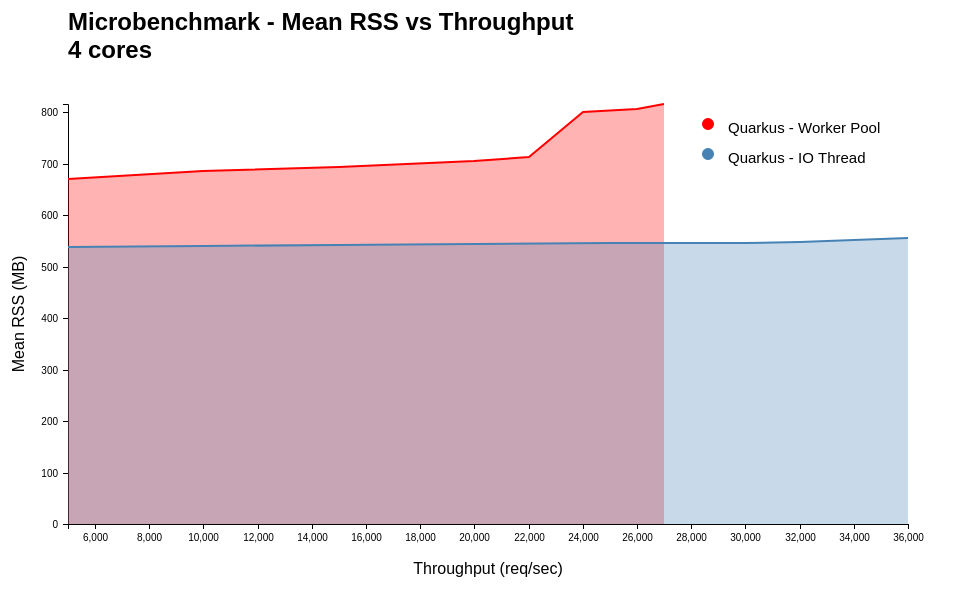 Microbenchmark - Mean RSS vs Throughput
4 cores
Quarkus - Worker Pool
Quarkus - IO Thread
Mean RSS (MB)
800
700
600
500
400
300
200
100
0
6,000 8,000 10,000 12,000 14,000 16,000 18,000 20,000 22,000 24,000 26,000 28,000 30,000 32,000 34,000 36,000
Throughput (req/sec)